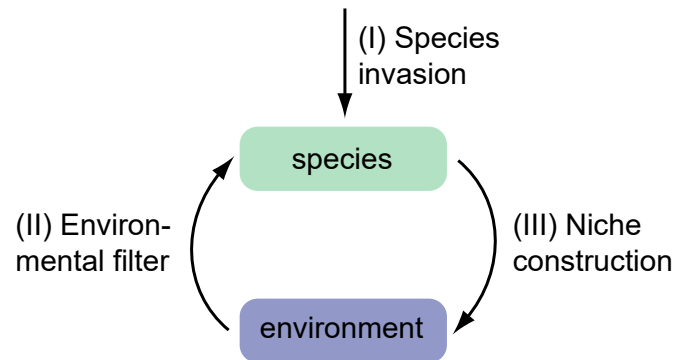 (I) Species
invasion
species
(II) Environ-
mental filter
(III) Niche
construction
environment